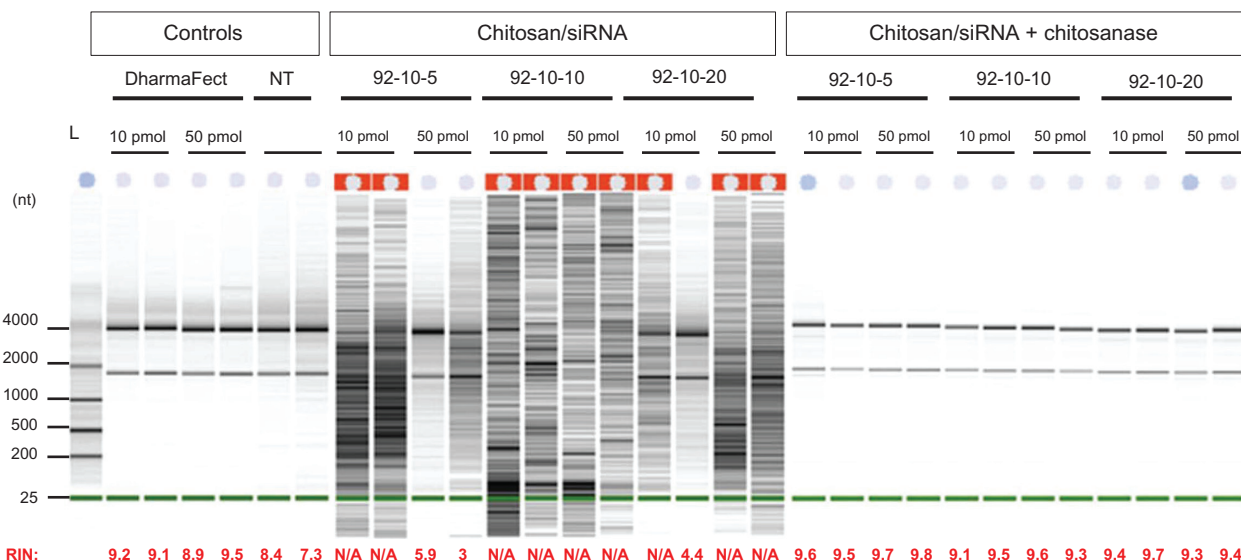 Controls Chitosan/siRNA Chitosan/siRNA + chitosanase
DharmaFect NT 92-10-5 92-10-10 92-10-20 92-10-5 92-10-10 92-10-20
L 10 pmol 50 pmol 10 pmol 50 pmol 10 pmol 50 pmol 10 pmol 50 pmol 10 pmol 50 pmol 10 pmol 50 pmol 10 pmol 50 pmol
(nt)
4000
2000
1000
500
200
25
RIN: 9.2 9.1 8.9 9.5 8.4 7.3 N/A N/A 5.9 3 N/A N/A N/A N/A N/A 4.4 N/A N/A 9.6 9.5 9.7 9.8 9.1 9.5 9.6 9.3 9.4 9.7 9.3 9.4